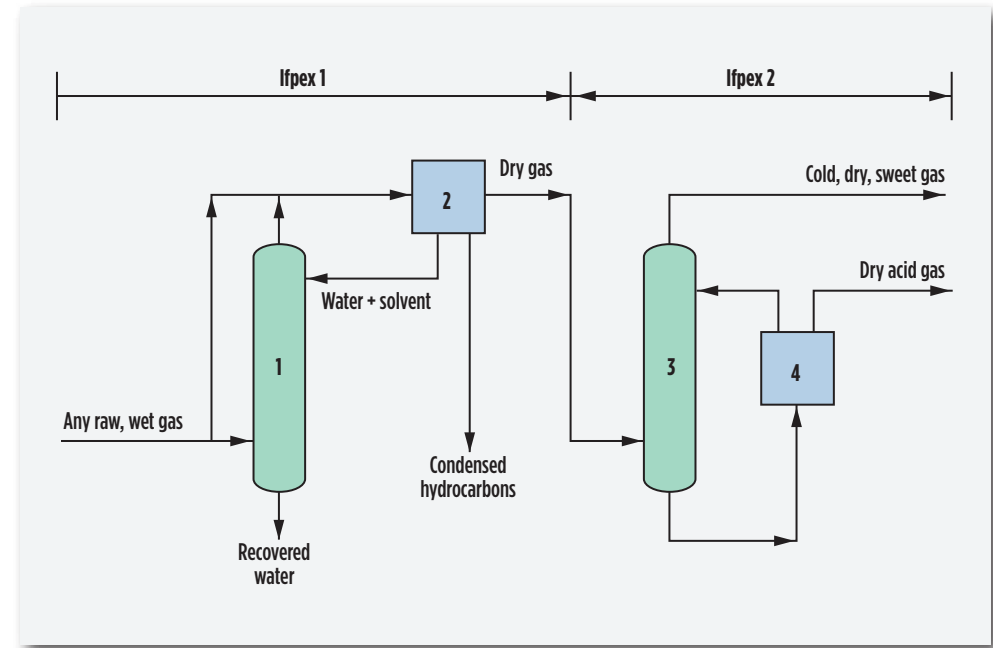 Ifpex 1
Ifpex 2
Dry gas
Cold, dry, sweet gas
2
Dry acid gas
Water + solvent
1
3
4
Any raw, wet gas
Condensed
hydrocarbons
Recovered
water